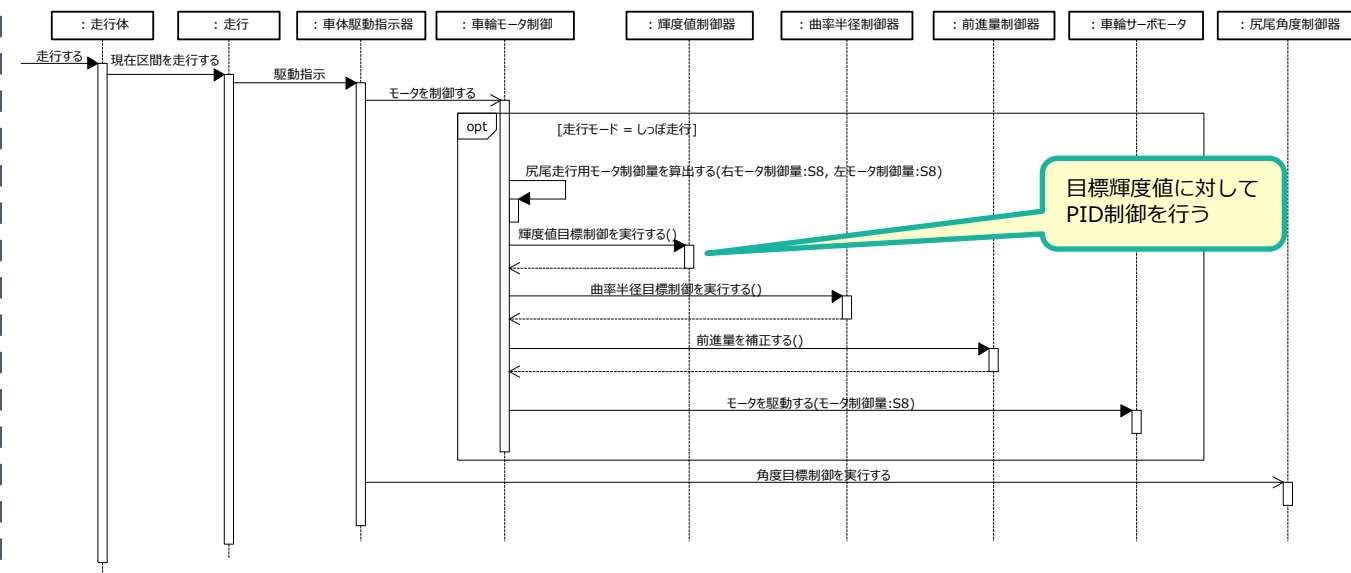 : 走行体
: 走行
: 車体駆動指示器
: 車輪モータ制御
: 輝度値制御器
: 曲率半径制御器
: 前進量制御器
: 車輪サーボモータ
: 尻尾角度制御器
走行する
現在区間を走行する
駆動指示
モータを制御する
opt
[走行モード = しっぽ走行]
尻尾走行用モータ制御量を算出する(右モータ制御量:S8, 左モータ制御量:S8)
目標輝度値に対して
PID制御を行う
輝度値目標制御を実行する()
曲率半径目標制御を実行する()
前進量を補正する()
モータを駆動する(モータ制御量:S8)
角度目標制御を実行する